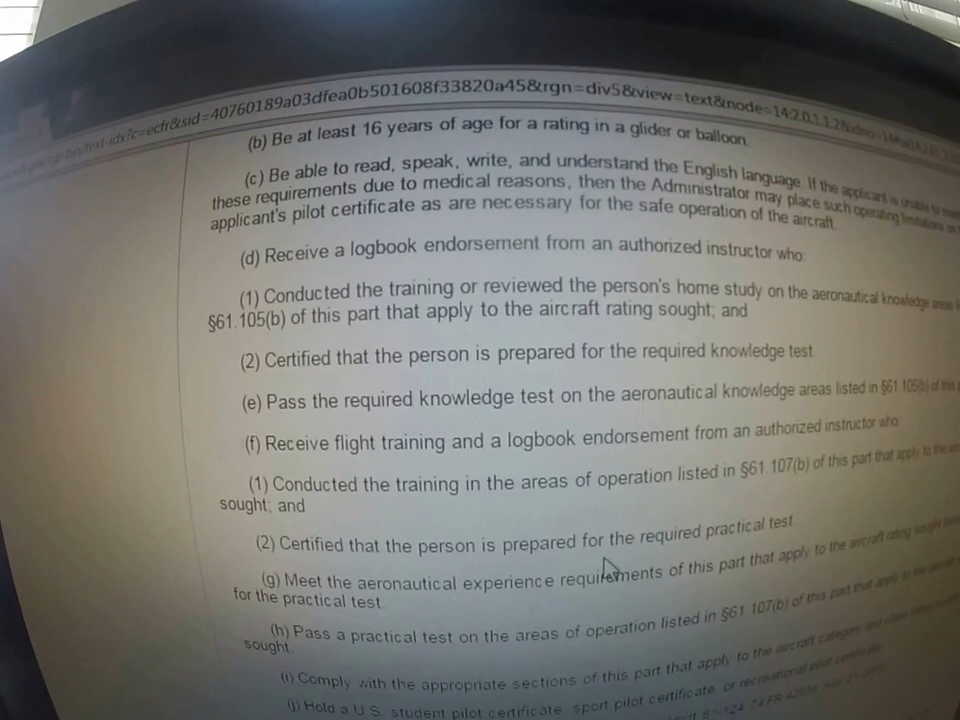 idx?c=ecfr&sid=40760189a03dfea0b501608f33820a45&rgn=div5&view=text&node=14:2.0.1.1.2
(b) Be at least 16 years of age for a rating in a glider or balloon.
(c) Be able to read, speak, write, and understand the English language. If the applicant is unable to
these requirements due to medical reasons, then the Administrator may place such operating limitations on
applicant's pilot certificate as are necessary for the safe operation of the aircraft.
(d) Receive a logbook endorsement from an authorized instructor who:
(1) Conducted the training or reviewed the person's home study on the aeronautical knowledge areas
§61.105(b) of this part that apply to the aircraft rating sought; and
(2) Certified that the person is prepared for the required knowledge test.
(e) Pass the required knowledge test on the aeronautical knowledge areas listed in §61.105(b) of this
(f) Receive flight training and a logbook endorsement from an authorized instructor who:
(1) Conducted the training in the areas of operation listed in §61.107(b) of this part that apply to the
sought; and
(2) Certified that the person is prepared for the required practical test.
(g) Meet the aeronautical experience requirements of this part that apply to the aircraft rating sought
for the practical test.
(h) Pass a practical test on the areas of operation listed in §61.107(b) of this part that apply to the aircraft
sought.
(i) Comply with the appropriate sections of this part that apply to the aircraft category and class
(j) Hold a U.S. student pilot certificate, sport pilot certificate, or recreational pilot certificate.
61-124, 74 FR